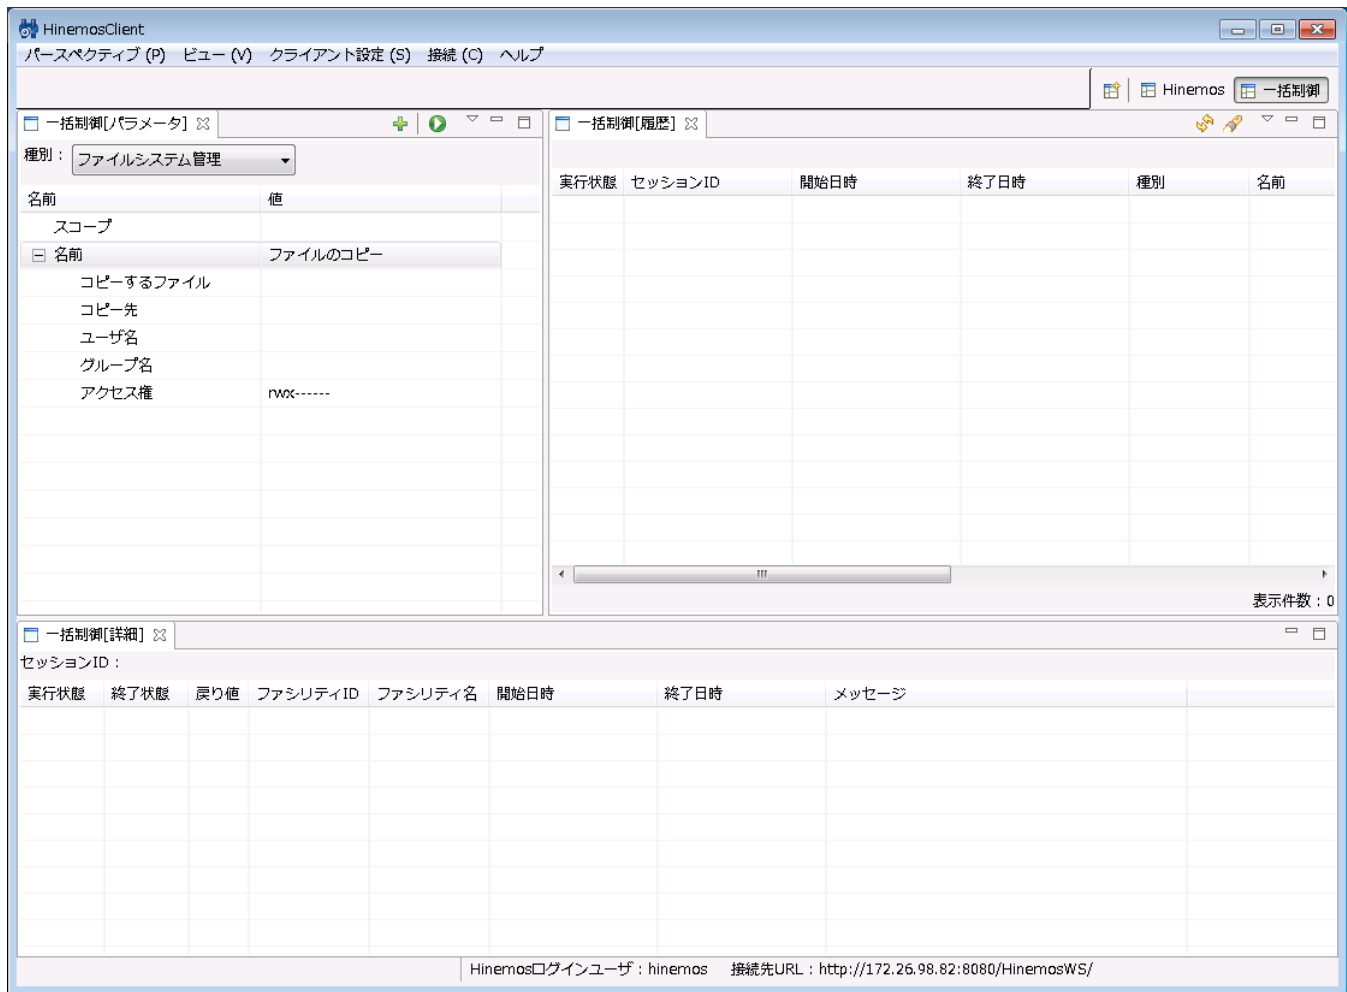 HinemosClient
パースペクティブ (P) ビュー (V) クライアント設定 (S) 接続 (C) ヘルプ
Hinemos 一括制御
一括制御[パラメータ]
種別： ファイルシステム管理
名前 値
スコープ
名前 ファイルのコピー
コピーするファイル
コピー先
ユーザ名
グループ名
アクセス権 rwx------
一括制御[履歴]
実行状態 セッションID 開始日時 終了日時 種別 名前
表示件数：0
一括制御[詳細]
セッションID：
実行状態 終了状態 戻り値 ファシリティID ファシリティ名 開始日時 終了日時 メッセージ
Hinemosログインユーザ：hinemos 接続先URL：http://172.26.98.82:8080/HinemosWS/